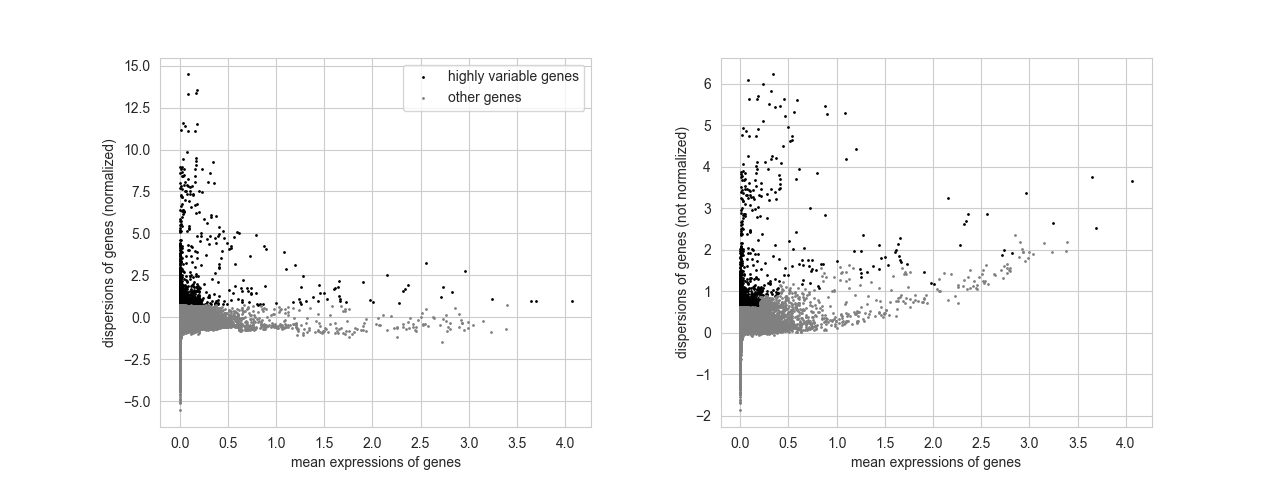 15.0
12.5
10.0
7.5
5.0
2.5
0.0
−2.5
−5.0
dispersions of genes (normalized)
highly variable genes
other genes
0.0 0.5 1.0 1.5 2.0 2.5 3.0 3.5 4.0
mean expressions of genes
6
5
4
3
2
1
0
−1
−2
dispersions of genes (not normalized)
0.0 0.5 1.0 1.5 2.0 2.5 3.0 3.5 4.0
mean expressions of genes